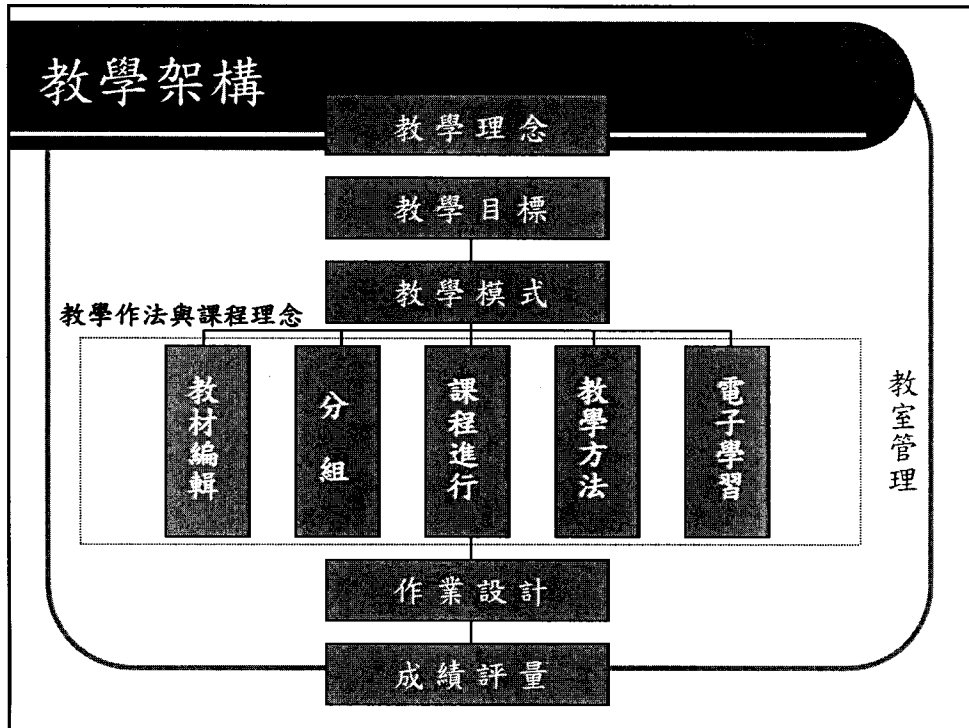 教學架構
教學理念
教學目標
教學模式
教學作法與課程理念
教材編輯
分組
課程進行
教學方法
電子學習
教室管理
作業設計
成績評量